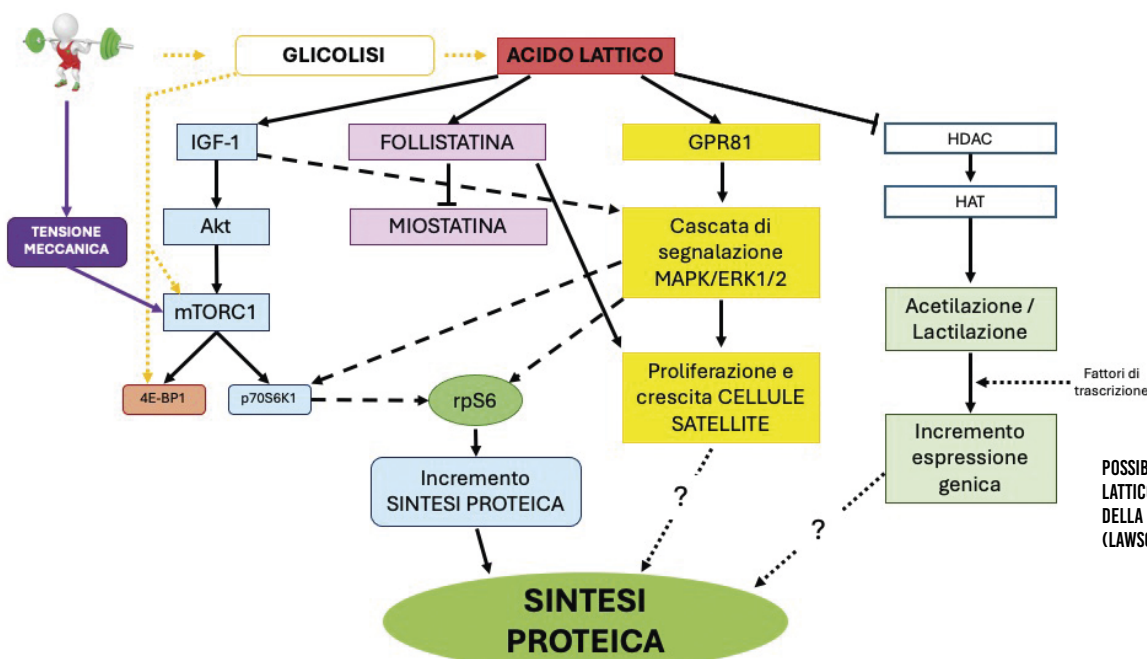 GLICOLISI
ACIDO LATTICO
IGF-1
FOLLISTATINA
GPR81
HDAC
HAT
Akt
MIOSTATINA
Cascata di
segnalazione
MAPK/ERK1/2
TENSIONE
MECCANICA
mTORC1
Acetilazione /
Lactilazione
Fattori di
trascrizione
4E-BP1
p70S6K1
rpS6
Proliferazione e
crescita CELLULE
SATELLITE
Incremento
espressione
genica
Incremento
SINTESI PROTEICA
?
?
POSSIB
LATTIC
DELLA
(LAWS
SINTESI
PROTEICA